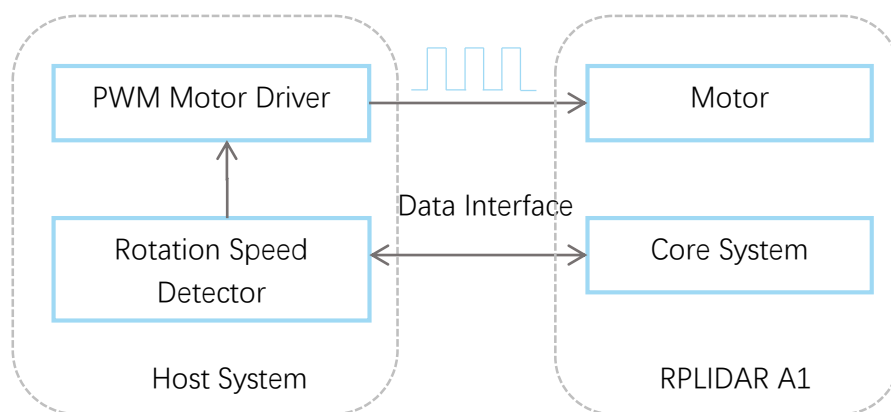 PWM Motor Driver
Motor
Data Interface
Rotation Speed
Detector
Core System
Host System
RPLIDAR A1